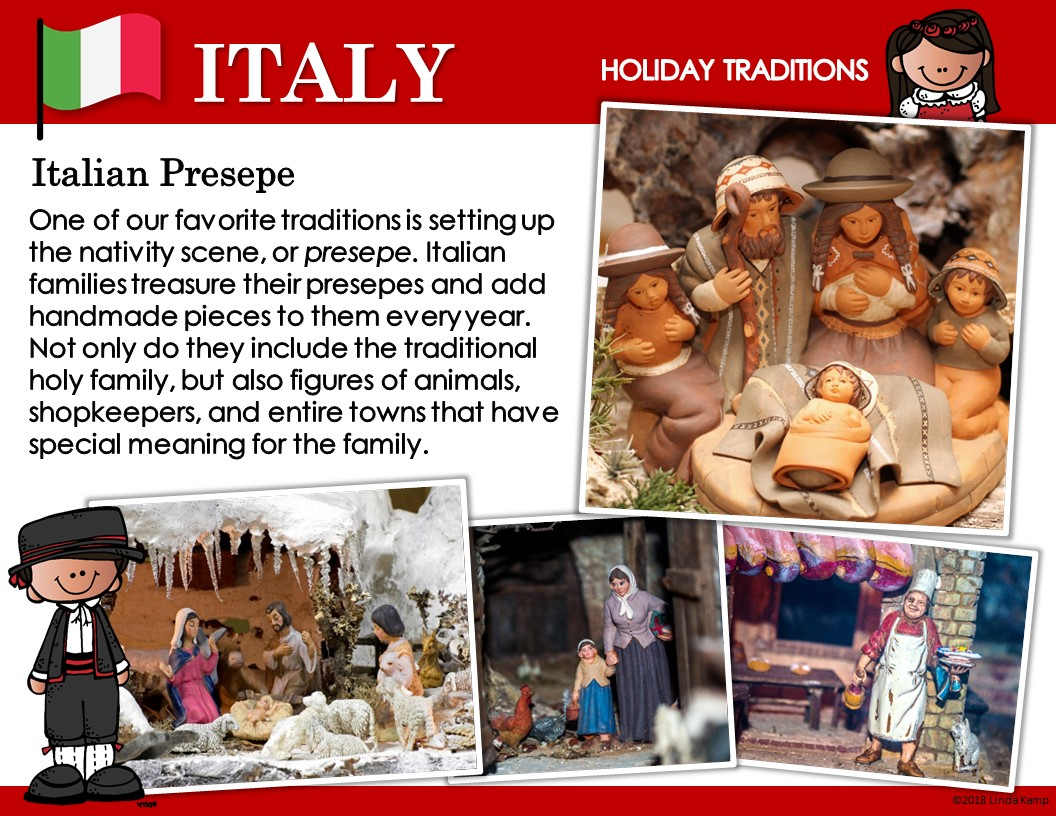 ITALY
HOLIDAY TRADITIONS
Italian Presepe
One of our favorite traditions is setting up
the nativity scene, or presepe. Italian
families treasure their presepes and add
handmade pieces to them every year.
Not only do they include the traditional
holy family, but also figures of animals,
shopkeepers, and entire towns that have
special meaning for the family.
©2018 Linda Kamp